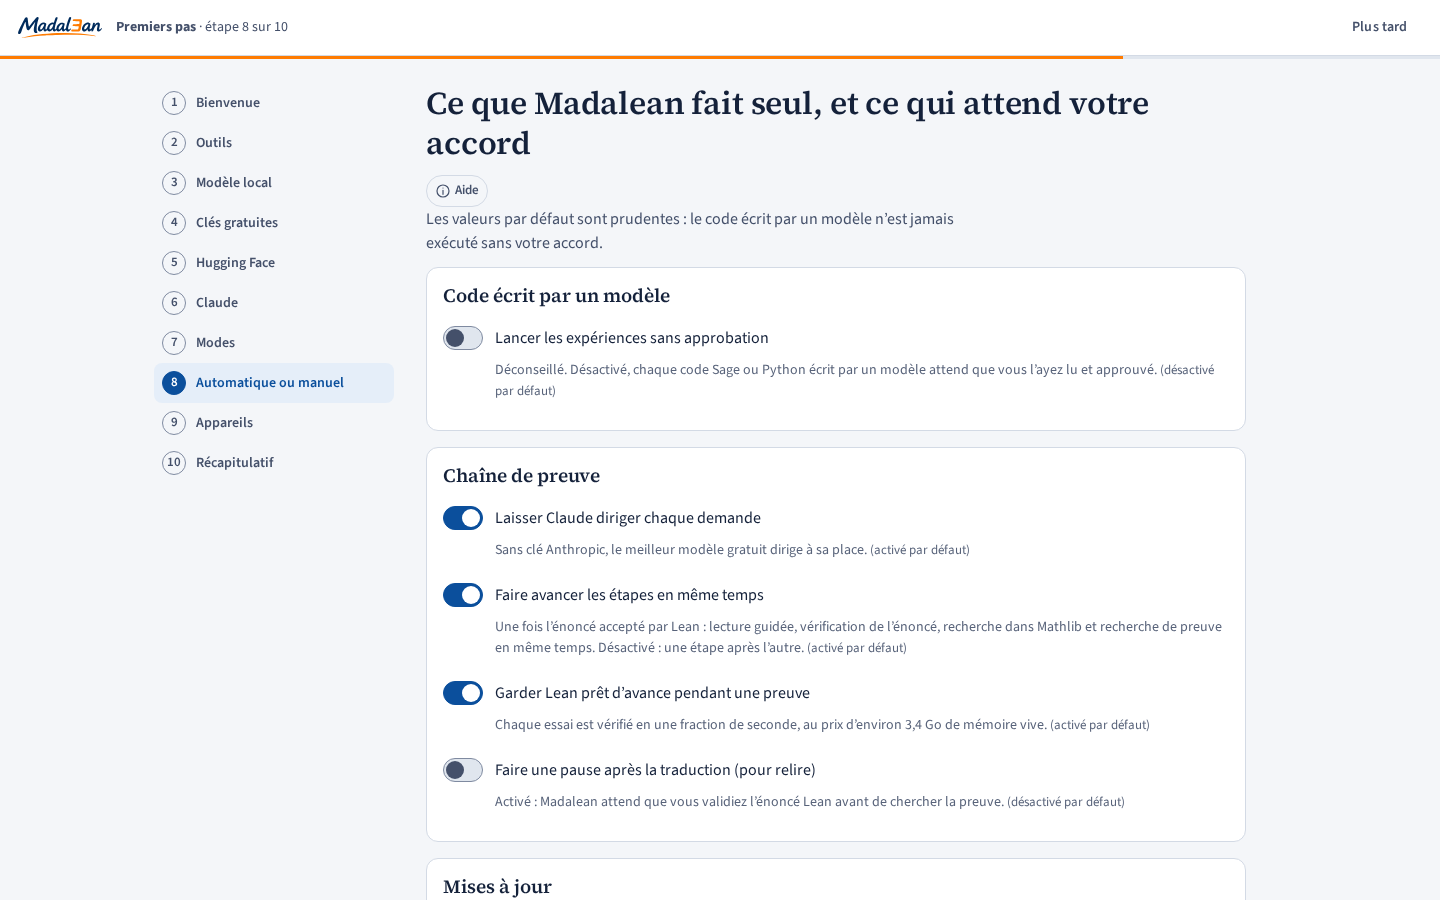 MadalƎan Premiers pas · étape 8 sur 10
Plus tard
1 Bienvenue
2 Outils
3 Modèle local
4 Clés gratuites
5 Hugging Face
6 Claude
7 Modes
8 Automatique ou manuel
9 Appareils
10 Récapitulatif
Ce que Madalean fait seul, et ce qui attend votre
accord
Aide
Les valeurs par défaut sont prudentes : le code écrit par un modèle n’est jamais
exécuté sans votre accord.
Code écrit par un modèle
Lancer les expériences sans approbation
Déconseillé. Désactivé, chaque code Sage ou Python écrit par un modèle attend que vous l’ayez lu et approuvé. (désactivé
par défaut)
Chaîne de preuve
Laisser Claude diriger chaque demande
Sans clé Anthropic, le meilleur modèle gratuit dirige à sa place. (activé par défaut)
Faire avancer les étapes en même temps
Une fois l’énoncé accepté par Lean : lecture guidée, vérification de l’énoncé, recherche dans Mathlib et recherche de preuve
en même temps. Désactivé : une étape après l’autre. (activé par défaut)
Garder Lean prêt d’avance pendant une preuve
Chaque essai est vérifié en une fraction de seconde, au prix d’environ 3,4 Go de mémoire vive. (activé par défaut)
Faire une pause après la traduction (pour relire)
Activé : Madalean attend que vous validiez l’énoncé Lean avant de chercher la preuve. (désactivé par défaut)
Mises à jour